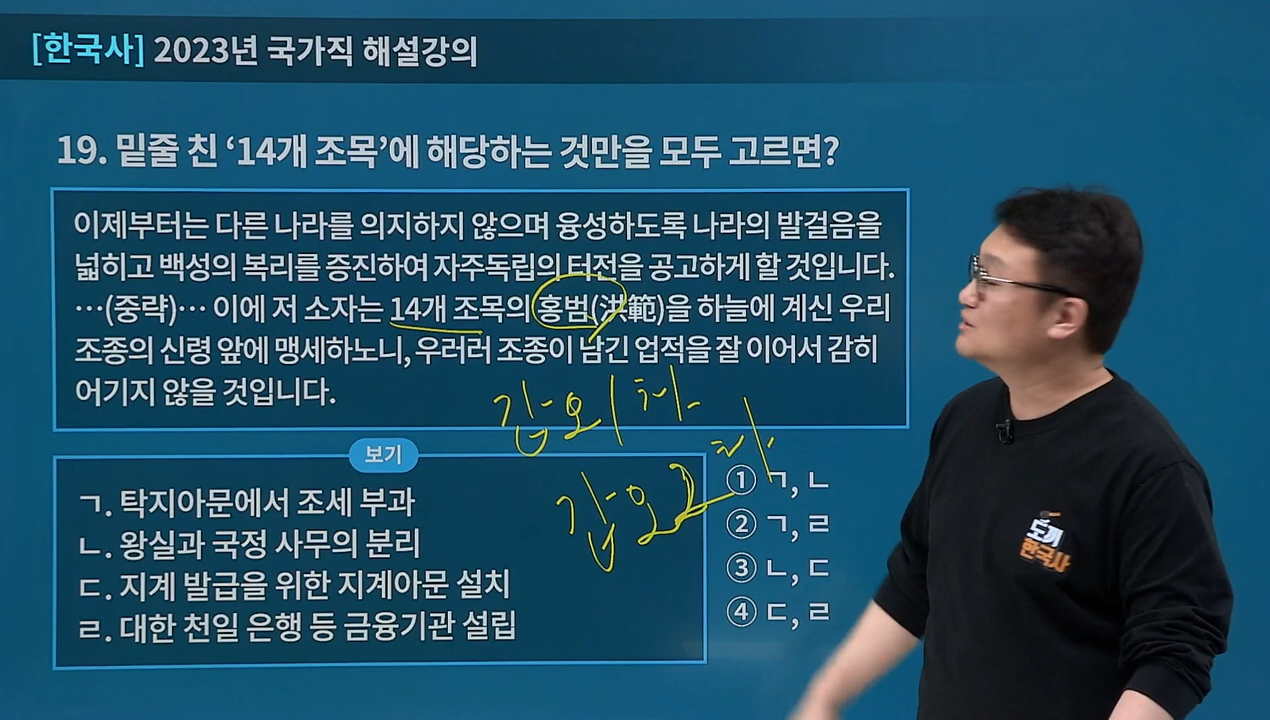 [한국사] 2023년 국가직 해설강의
19. 밑줄 친 ‘14개 조목’에 해당하는 것만을 모두 고르면?
이제부터는 다른 나라를 의지하지 않으며 융성하도록 나라의 발걸음을
넓히고 백성의 복리를 증진하여 자주독립의 터전을 공고하게 할 것입니다.
…(중략)… 이에 저 소자는 14개 조목의 홍범(洪範)을 하늘에 계신 우리
조종의 신령 앞에 맹세하노니, 우러러 조종이 남긴 업적을 잘 이어서 감히
어기지 않을 것입니다.
갑오1차
갑오2차
보기
ㄱ. 탁지아문에서 조세 부과
ㄴ. 왕실과 국정 사무의 분리
ㄷ. 지계 발급을 위한 지계아문 설치
ㄹ. 대한 천일 은행 등 금융기관 설립
① ㄱ, ㄴ
② ㄱ, ㄹ
③ ㄴ, ㄷ
④ ㄷ, ㄹ
도끼
한국사